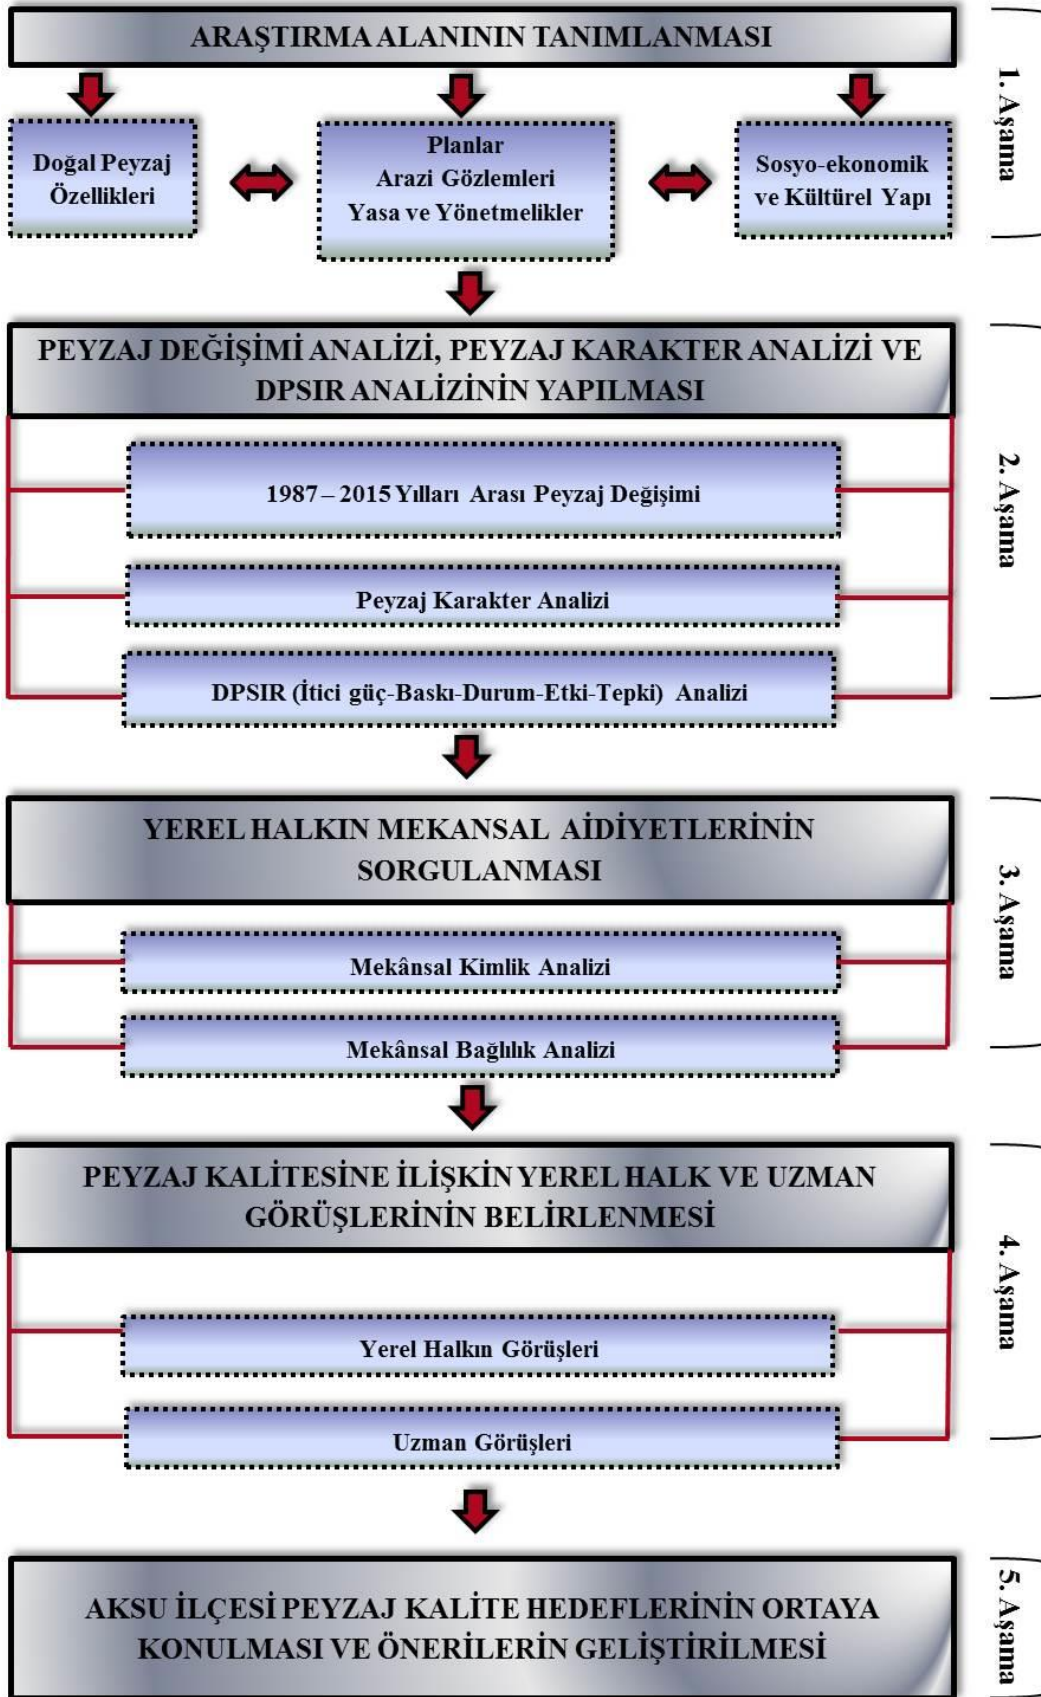 ARAŞTIRMA ALANININ TANIMLANMASI
1. Aşama
Doğal Peyzaj
Özellikleri
Planlar
Arazi Gözlemleri
Yasa ve Yönetmelikler
Sosyo-ekonomik
ve Kültürel Yapı
PEYZAJ DEĞİŞİMİ ANALİZİ, PEYZAJ KARAKTER ANALİZİ VE
DPSIR ANALİZİNİN YAPILMASI
2. Aşama
1987 – 2015 Yılları Arası Peyzaj Değişimi
Peyzaj Karakter Analizi
DPSIR (İtici güç-Baskı-Durum-Etki-Tepki) Analizi
YEREL HALKIN MEKANSAL AİDİYETLERİNİN
SORGULANMASI
3. Aşama
Mekânsal Kimlik Analizi
Mekânsal Bağlılık Analizi
PEYZAJ KALİTESİNE İLİŞKİN YEREL HALK VE UZMAN
GÖRÜŞLERİNİN BELİRLENMESİ
4. Aşama
Yerel Halkın Görüşleri
Uzman Görüşleri
AKSU İLÇESİ PEYZAJ KALİTE HEDEFLERİNİN ORTAYA
KONULMASI VE ÖNERİLERİN GELİŞTİRİLMESİ
5. Aşama